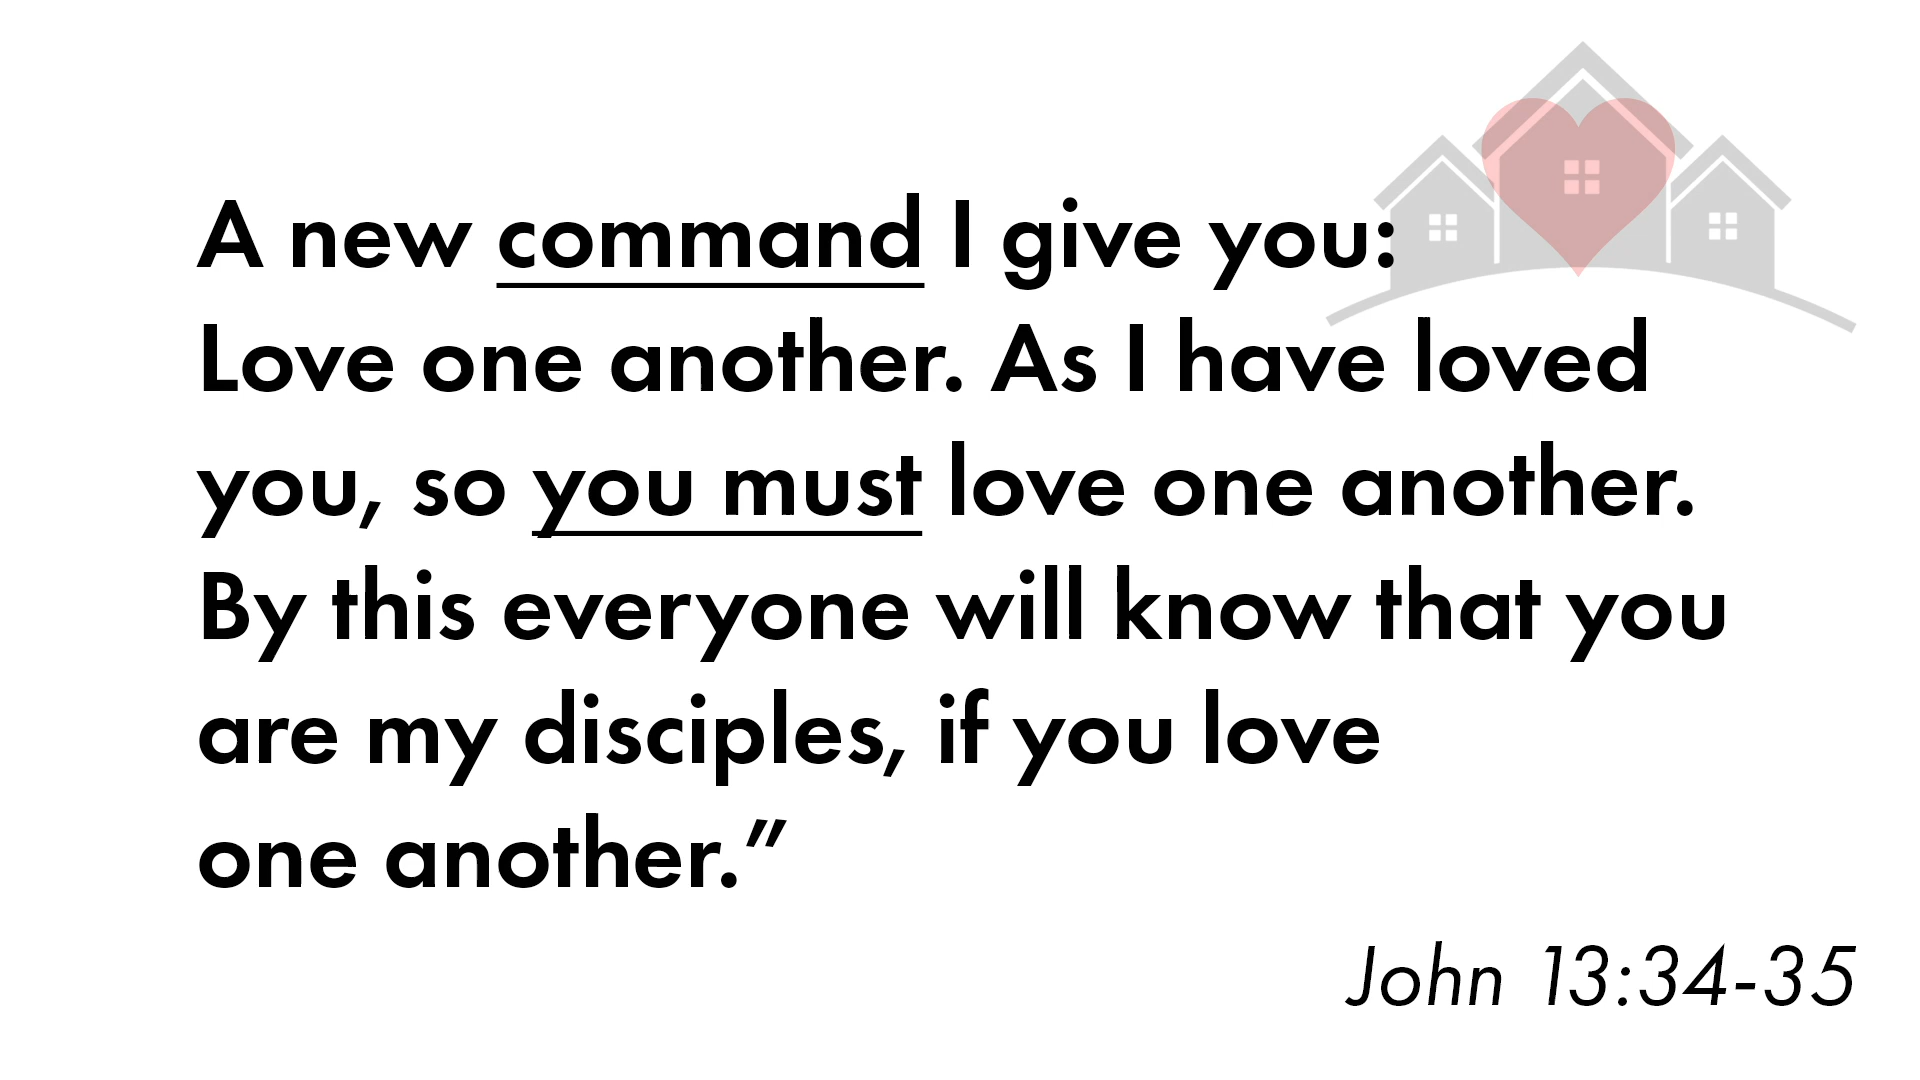 A new command I give you:
Love one another. As I have loved
you, so you must love one another.
By this everyone will know that you
are my disciples, if you love
one another.”
John 13:34-35